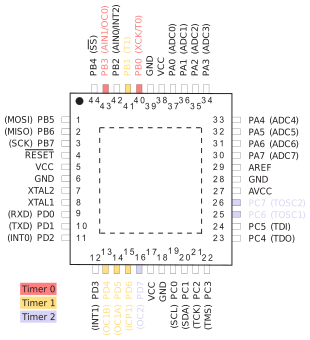 PB4 (SS)
PB3 (AIN1/OC0)
PB2 (AIN0/INT2)
PB1 (T1)
PB0 (XCK/T0)
GND
VCC
PA0 (ADC0)
PA1 (ADC1)
PA2 (ADC2)
PA3 (ADC3)
44 43 42 41 40 39 38 37 36 35 34
(MOSI) PB5 1
(MISO) PB6 2
(SCK) PB7 3
RESET 4
VCC 5
GND 6
XTAL2 7
XTAL1 8
(RXD) PD0 9
(TXD) PD1 10
(INT0) PD2 11
33 PA4 (ADC4)
32 PA5 (ADC5)
31 PA6 (ADC6)
30 PA7 (ADC7)
29 AREF
28 GND
27 AVCC
26 PC7 (TOSC2)
25 PC6 (TOSC1)
24 PC5 (TDI)
23 PC4 (TDO)
12 13 14 15 16 17 18 19 20 21 22
(INT1) PD3
(OC1B) PD4
(OC1A) PD5
(ICP1) PD6
(OC2) PD7
VCC
GND
(SCL) PC0
(SDA) PC1
(TCK) PC2
(TMS) PC3
Timer 0
Timer 1
Timer 2